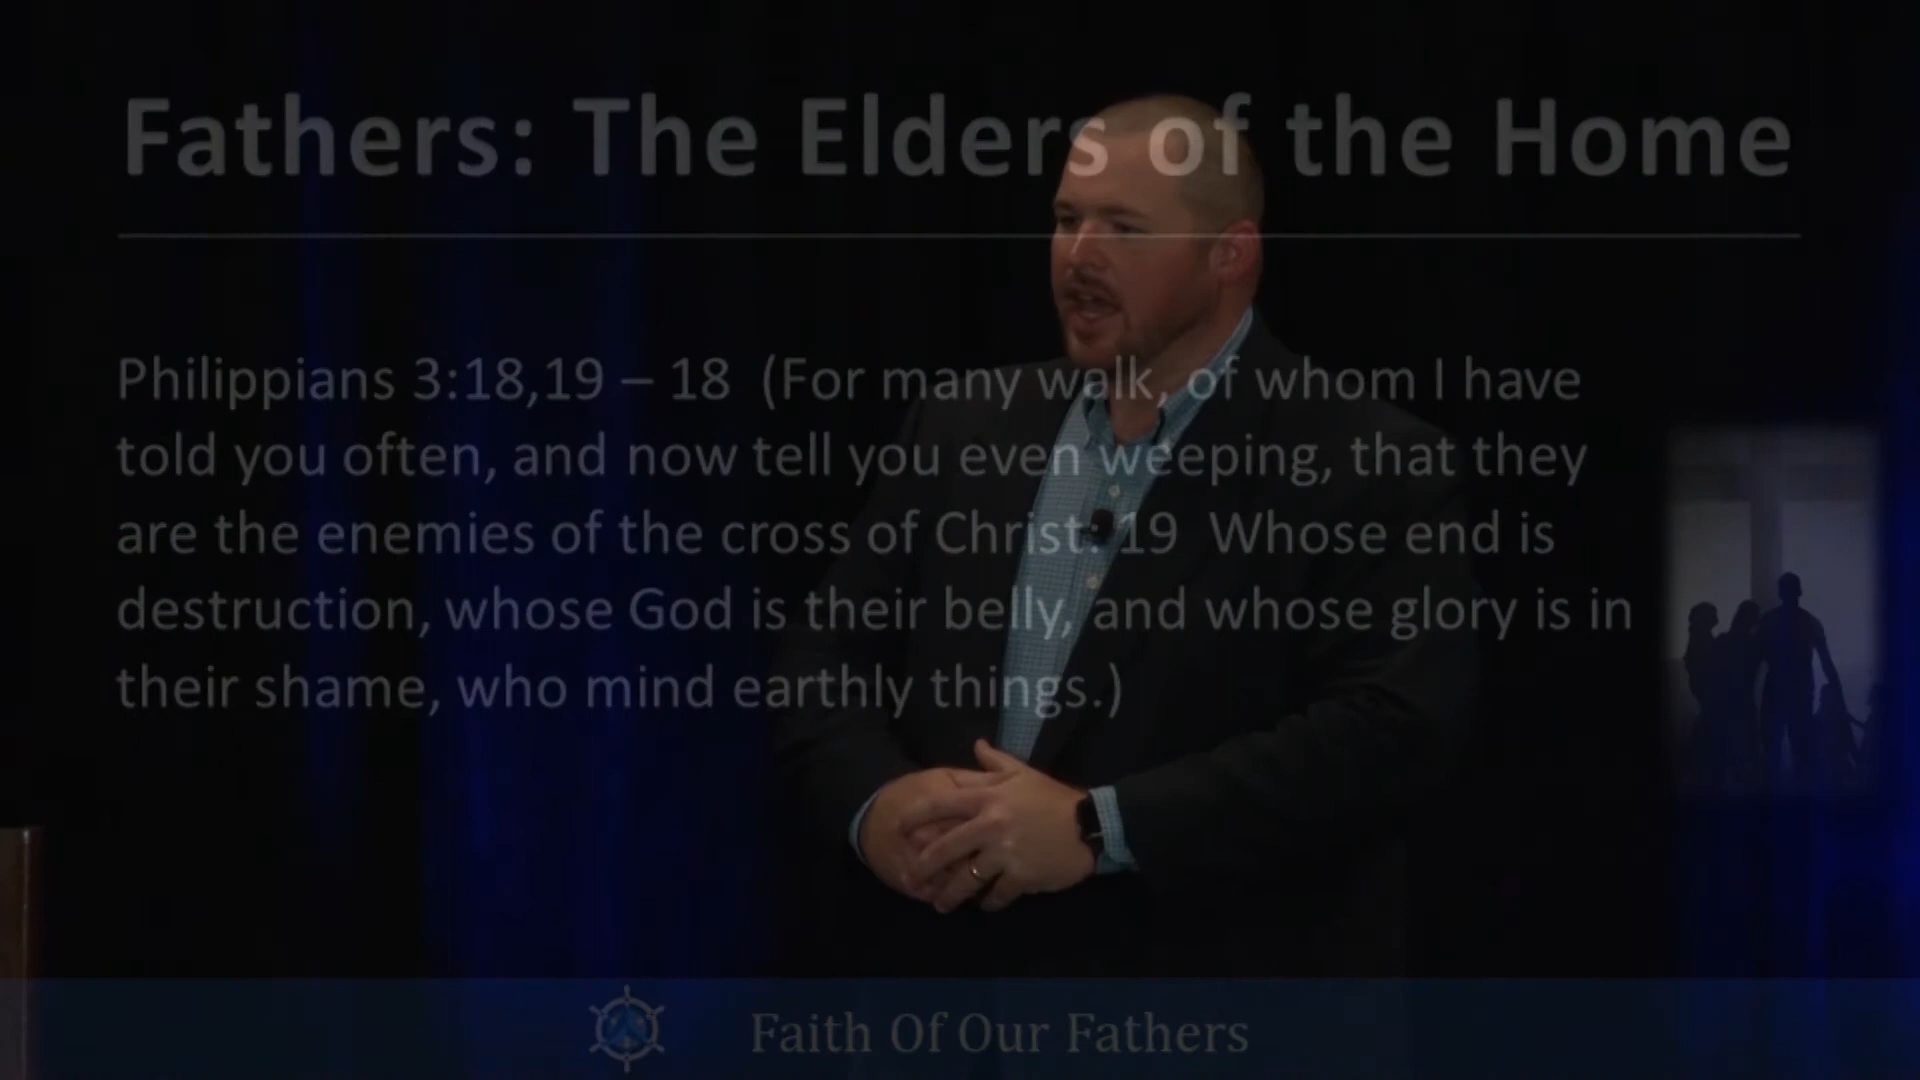 Fathers: The Elders of the Home
Philippians 3:18,19 – 18 (For many walk, of whom I have
told you often, and now tell you even weeping, that they
are the enemies of the cross of Christ: 19 Whose end is
destruction, whose God is their belly, and whose glory is in
their shame, who mind earthly things.)
Faith Of Our Fathers